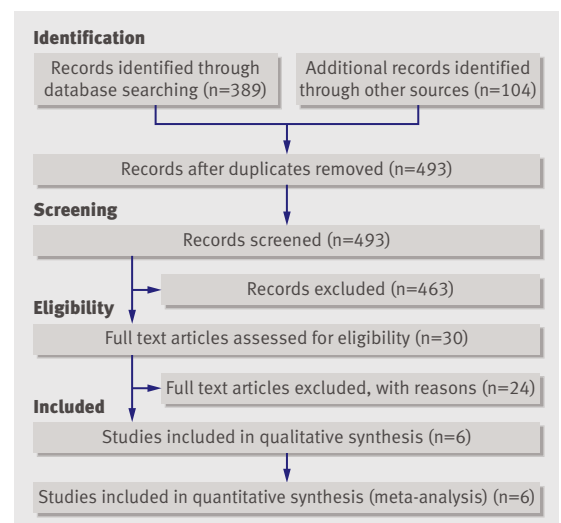 Identification
Records identified through
database searching (n=389)
Additional records identified
through other sources (n=104)
Records after duplicates removed (n=493)
Screening
Records screened (n=493)
Records excluded (n=463)
Eligibility
Full text articles assessed for eligibility (n=30)
Full text articles excluded, with reasons (n=24)
Included
Studies included in qualitative synthesis (n=6)
Studies included in quantitative synthesis (meta-analysis) (n=6)